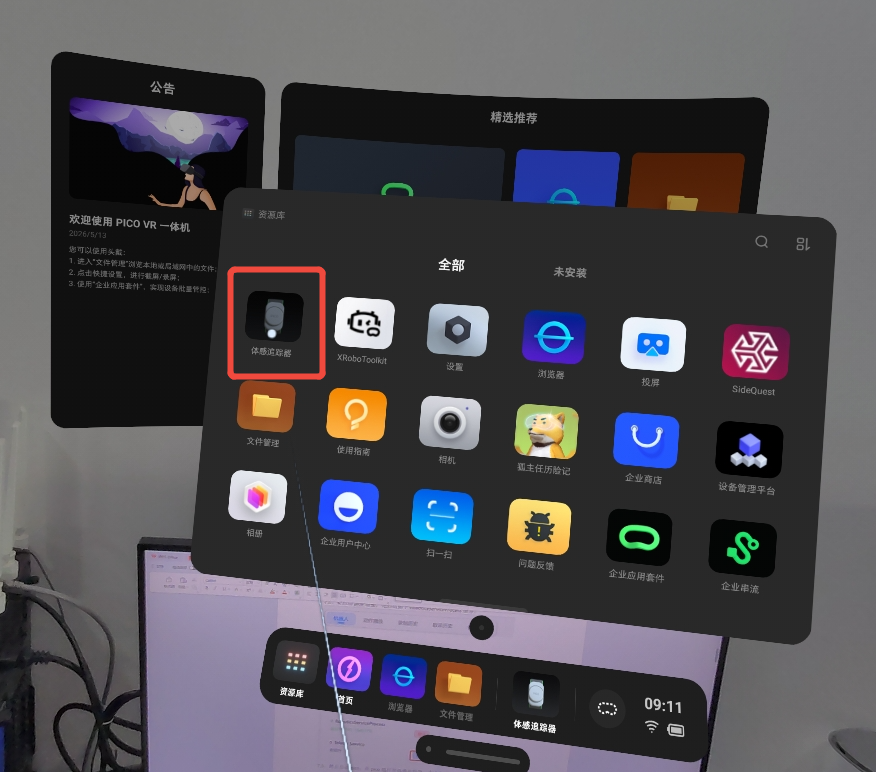 公告
欢迎使用 PICO VR 一体机
2026/5/13
您可以使用头戴:
1. 进入"文件管理"浏览本地或局域网中的文件;
2. 点击快捷设置，进行截屏/录屏;
3. 使用"企业应用套件"，实现设备批量管控;
精选推荐
资源库
全部
未安装
体感追踪器
XRoboToolkit
设置
浏览器
投屏
SideQuest
文件管理
使用指南
相机
狐主任历险记
企业商店
设备管理平台
相册
企业用户中心
扫一扫
问题反馈
企业应用套件
企业串流
资源库
首页
浏览器
文件管理
体感追踪器
09:11